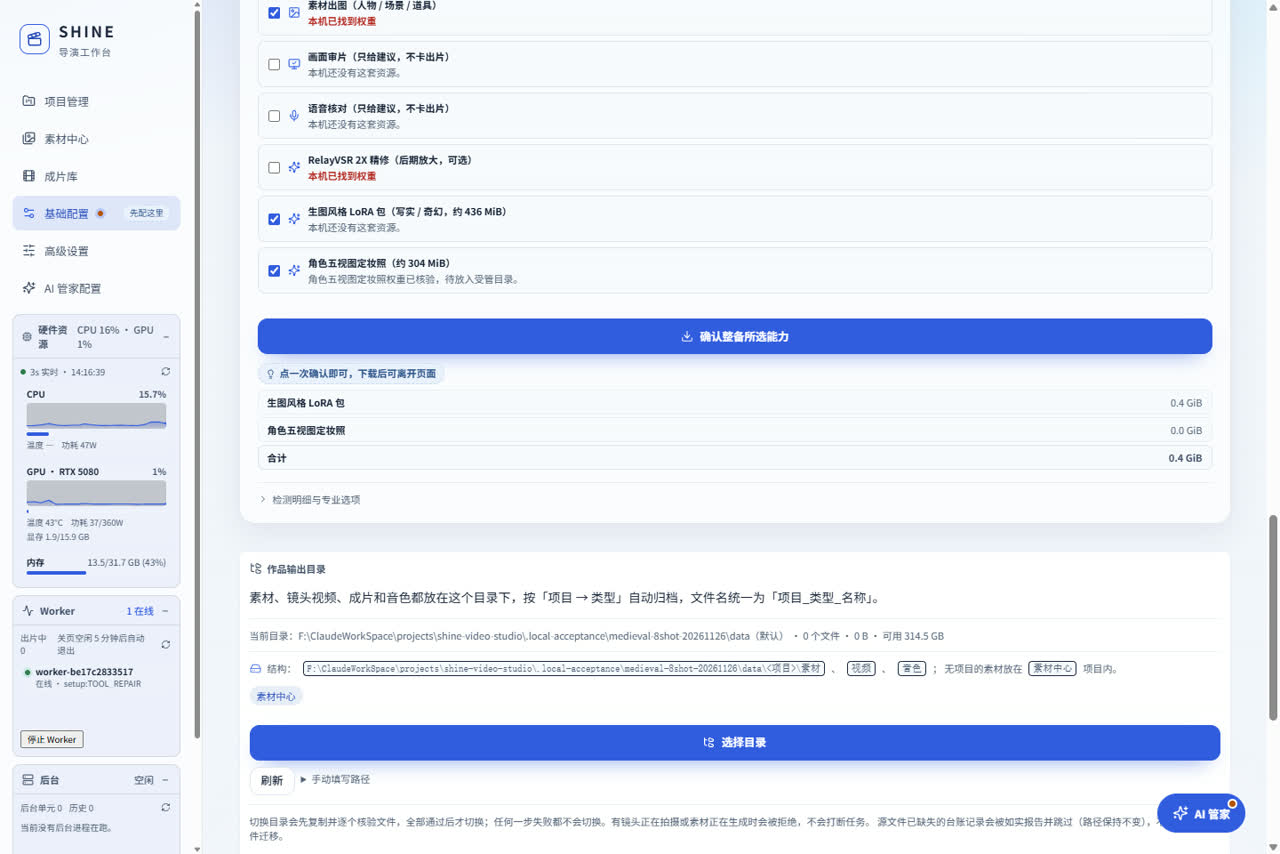 SHINE
导演工作台
项目管理
素材中心
成片库
基础配置
先配这里
高级设置
AI 管家配置
硬件资源
CPU 16% · GPU 1%
3s 实时 · 14:16:39
CPU
15.7%
温度 — 功耗 47W
GPU · RTX 5080
1%
温度 43°C 功耗 37/360W
显存 1.9/15.9 GB
内存
13.5/31.7 GB (43%)
Worker
1 在线
出片中 0
关页空闲 5 分钟后自动退出
worker-be17c2833517
在线 · setup:TOOL_REPAIR
停止 Worker
后台
空闲
后台单元 0 历史 0
当前没有后台进程在跑。
素材出图（人物 / 场景 / 道具）
本机已找到权重
画面审片（只给建议，不卡出片）
本机还没有这套资源。
语音核对（只给建议，不卡出片）
本机还没有这套资源。
RelayVSR 2X 精修（后期放大，可选）
本机已找到权重
生图风格 LoRA 包（写实 / 奇幻，约 436 MiB）
本机还没有这套资源。
角色五视图定妆照（约 304 MiB）
角色五视图定妆照权重已核验，待放入受管目录。
确认整备所选能力
点一次确认即可，下载后可离开页面
生图风格 LoRA 包
0.4 GiB
角色五视图定妆照
0.0 GiB
合计
0.4 GiB
检测明细与专业选项
作品输出目录
素材、镜头视频、成片和音色都放在这个目录下，按「项目 → 类型」自动归档，文件名统一为「项目_类型_名称」。
当前目录：F:\ClaudeWorkSpace\projects\shine-video-studio\.local-acceptance\medieval-8shot-20261126\data（默认） · 0 个文件 · 0 B · 可用 314.5 GB
结构： F:\ClaudeWorkSpace\projects\shine-video-studio\.local-acceptance\medieval-8shot-20261126\data\<项目>\素材 、 视频 、 音色 ；无项目的素材放在 素材中心 项目内。
素材中心
选择目录
刷新
手动填写路径
切换目录会先复制并逐个核验文件，全部通过后才切换；任何一步失败都不会切换。有镜头正在拍摄或素材正在生成时会被拒绝，不会打断任务。 源文件已缺失的台账记录会被如实报告并跳过（路径保持不变），
件迁移。
AI 管家